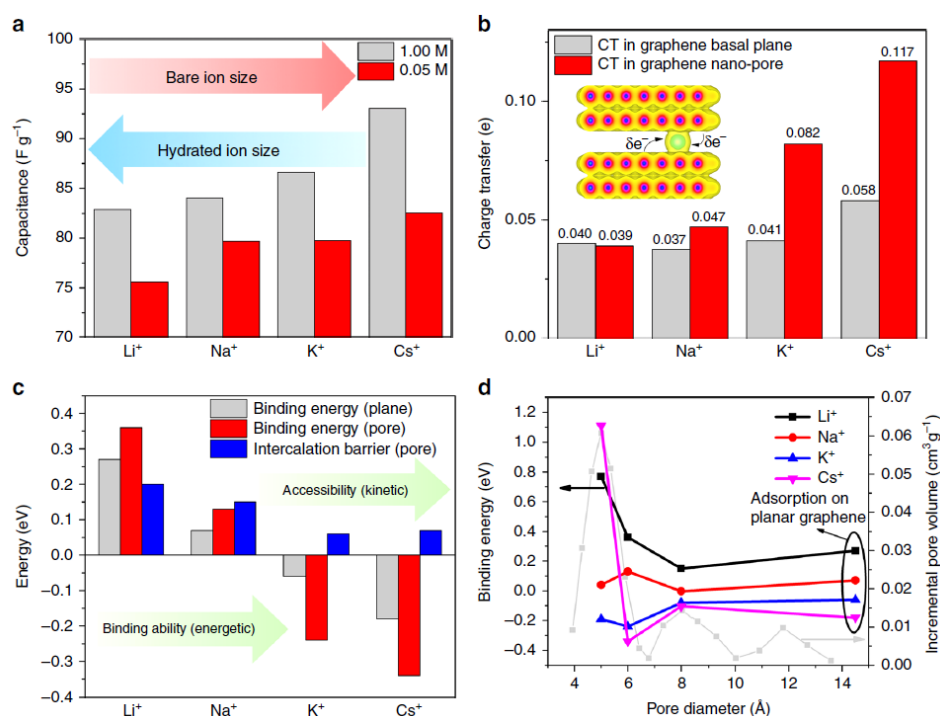 a
100
95
90
85
80
75
70
Capacitance (F g⁻¹)
1.00 M
0.05 M
Bare ion size
Hydrated ion size
Li⁺ Na⁺ K⁺ Cs⁺
b
0.10
0.05
0.00
Charge transfer (e)
CT in graphene basal plane
CT in graphene nano-pore
δe⁻ δe⁻
0.040 0.039 0.037 0.047 0.041 0.082 0.058 0.117
Li⁺ Na⁺ K⁺ Cs⁺
c
0.4
0.3
0.2
0.1
0.0
–0.1
–0.2
–0.3
–0.4
Energy (eV)
Binding energy (plane)
Binding energy (pore)
Intercalation barrier (pore)
Accessibility (kinetic)
Binding ability (energetic)
Li⁺ Na⁺ K⁺ Cs⁺
d
1.2
1.0
0.8
0.6
0.4
0.2
0.0
–0.2
–0.4
Binding energy (eV)
Li⁺
Na⁺
K⁺
Cs⁺
Adsorption on
planar graphene
0.07
0.06
0.05
0.04
0.03
0.02
0.01
0.00
Incremental pore volume (cm³ g⁻¹)
4 6 8 10 12 14
Pore diameter (Å)